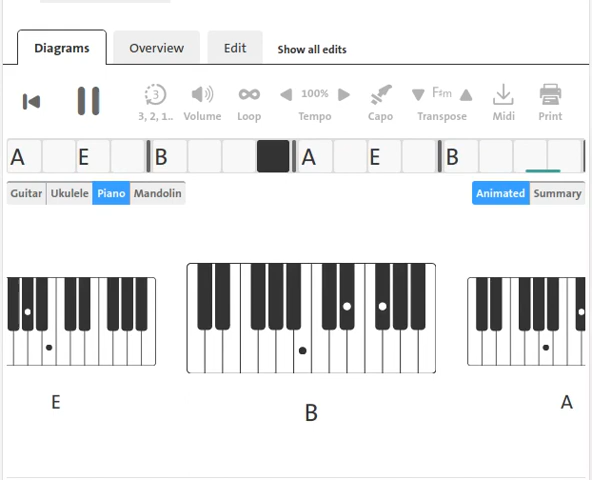 Diagrams Overview Edit Show all edits
3 100% F#m
3, 2, 1.. Volume Loop Tempo Capo Transpose Midi Print
A E B A E B
Guitar Ukulele Piano Mandolin Animated Summary
E B A